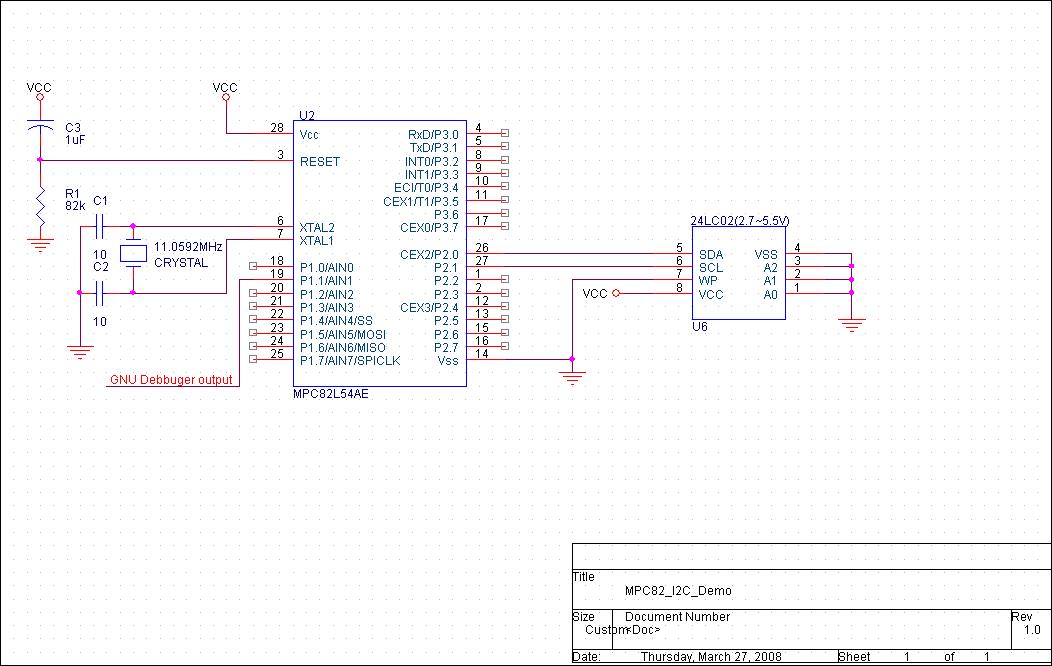 VCC
C3
1uF
R1
82k
C1
10
C2
10
11.0592MHz
CRYSTAL
GNU Debbuger output
VCC
U2
28 Vcc
3 RESET
6 XTAL2
7 XTAL1
18 P1.0/AIN0
19 P1.1/AIN1
20 P1.2/AIN2
21 P1.3/AIN3
22 P1.4/AIN4/SS
23 P1.5/AIN5/MOSI
24 P1.6/AIN6/MISO
25 P1.7/AIN7/SPICLK
RxD/P3.0 4
TxD/P3.1 5
INT0/P3.2 8
INT1/P3.3 9
ECI/T0/P3.4 10
CEX1/T1/P3.5 11
P3.6
CEX0/P3.7 17
CEX2/P2.0 26
P2.1 27
P2.2 1
P2.3 2
CEX3/P2.4 12
P2.5 13
P2.6 15
P2.7 16
Vss 14
MPC82L54AE
24LC02(2.7~5.5V)
5 SDA
6 SCL
7 WP
VCC 8 VCC
VSS 4
A2 3
A1 2
A0 1
U6
Title
MPC82_I2C_Demo
Size Document Number Rev
Custom <Doc> 1.0
Date: Thursday, March 27, 2008 Sheet 1 of 1